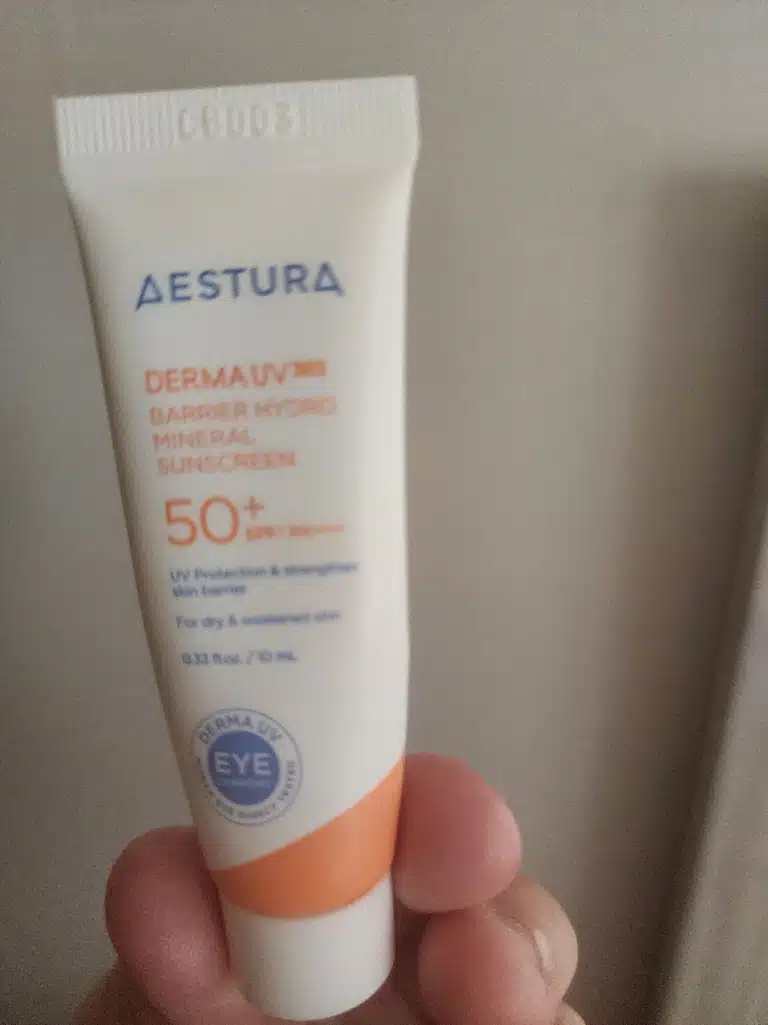 AESTURA
DERMA UV
BARRIER HYDRO
MINERAL
SUNSCREEN
50+
UV Protection & strengthen
skin barrier
For dry & weakened skin
0.33 fl.oz. / 10 mL
DERMA UV
EYE